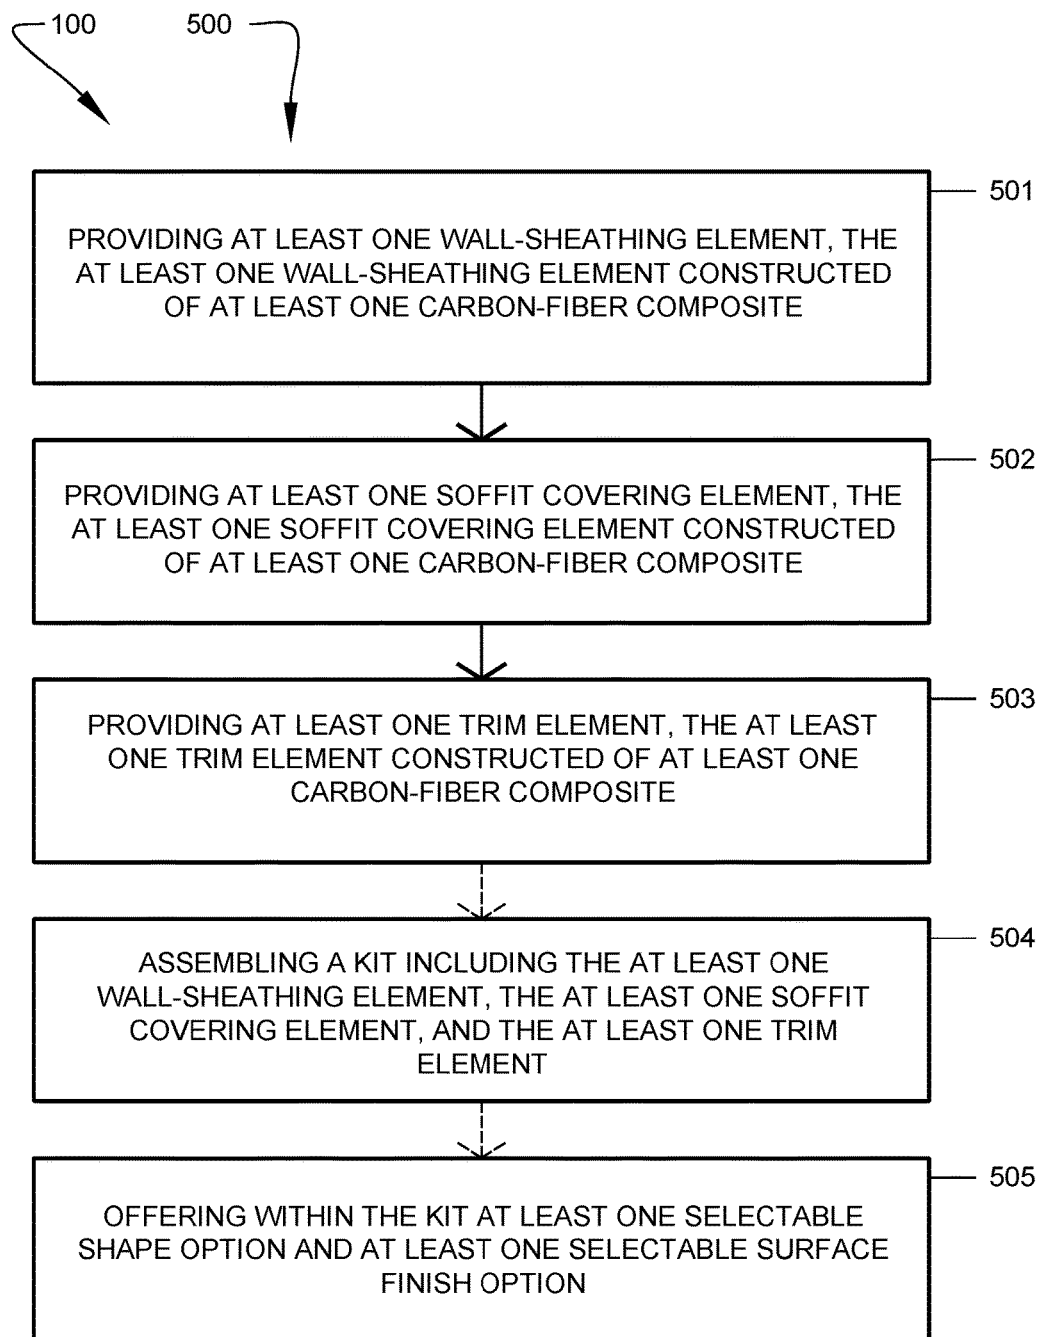 100
500
501
PROVIDING AT LEAST ONE WALL-SHEATHING ELEMENT, THE
AT LEAST ONE WALL-SHEATHING ELEMENT CONSTRUCTED
OF AT LEAST ONE CARBON-FIBER COMPOSITE
502
PROVIDING AT LEAST ONE SOFFIT COVERING ELEMENT, THE
AT LEAST ONE SOFFIT COVERING ELEMENT CONSTRUCTED
OF AT LEAST ONE CARBON-FIBER COMPOSITE
503
PROVIDING AT LEAST ONE TRIM ELEMENT, THE AT LEAST
ONE TRIM ELEMENT CONSTRUCTED OF AT LEAST ONE
CARBON-FIBER COMPOSITE
504
ASSEMBLING A KIT INCLUDING THE AT LEAST ONE
WALL-SHEATHING ELEMENT, THE AT LEAST ONE SOFFIT
COVERING ELEMENT, AND THE AT LEAST ONE TRIM
ELEMENT
505
OFFERING WITHIN THE KIT AT LEAST ONE SELECTABLE
SHAPE OPTION AND AT LEAST ONE SELECTABLE SURFACE
FINISH OPTION